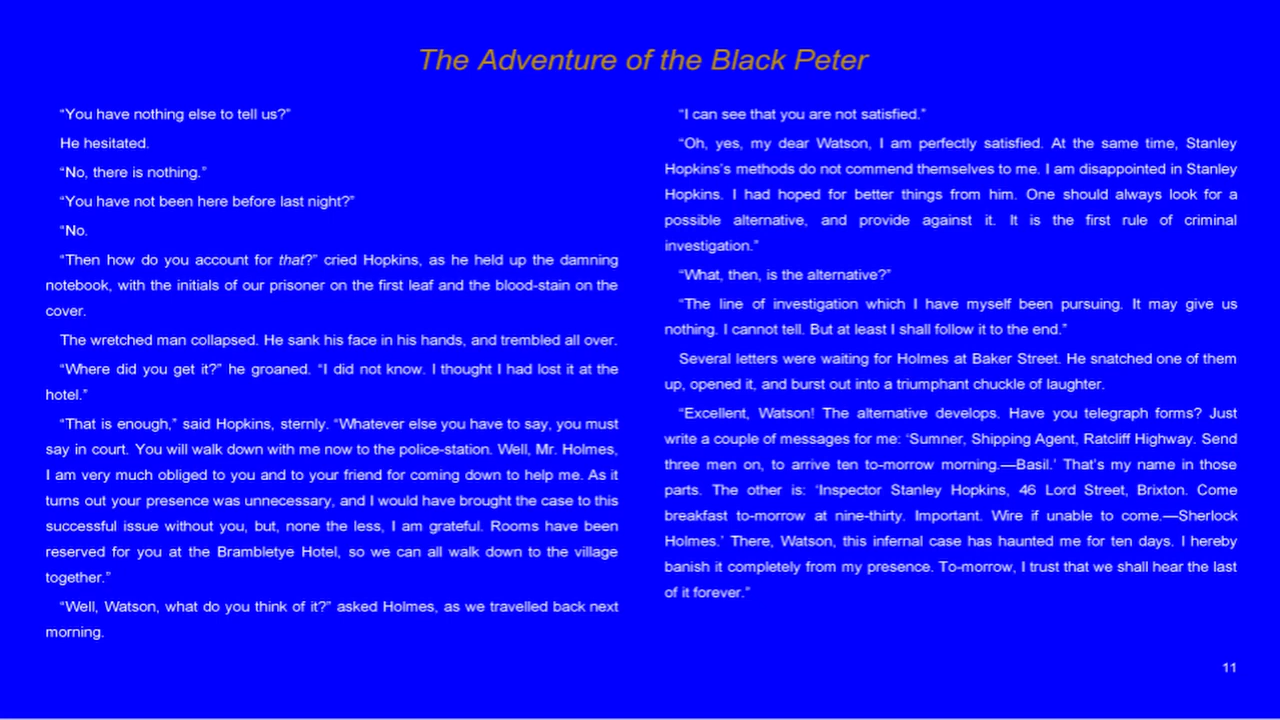 The Adventure of the Black Peter
“You have nothing else to tell us?”
He hesitated.
“No, there is nothing.”
“You have not been here before last night?”
“No.
“Then how do you account for that?” cried Hopkins, as he held up the damning
notebook, with the initials of our prisoner on the first leaf and the blood-stain on the
cover.
The wretched man collapsed. He sank his face in his hands, and trembled all over.
“Where did you get it?” he groaned. “I did not know. I thought I had lost it at the
hotel.”
“That is enough,” said Hopkins, sternly. “Whatever else you have to say, you must
say in court. You will walk down with me now to the police-station. Well, Mr. Holmes,
I am very much obliged to you and to your friend for coming down to help me. As it
turns out your presence was unnecessary, and I would have brought the case to this
successful issue without you, but, none the less, I am grateful. Rooms have been
reserved for you at the Brambletye Hotel, so we can all walk down to the village
together.”
“Well, Watson, what do you think of it?” asked Holmes, as we travelled back next
morning.
“I can see that you are not satisfied.”
“Oh, yes, my dear Watson, I am perfectly satisfied. At the same time, Stanley
Hopkins’s methods do not commend themselves to me. I am disappointed in Stanley
Hopkins. I had hoped for better things from him. One should always look for a
possible alternative, and provide against it. It is the first rule of criminal
investigation.”
“What, then, is the alternative?”
“The line of investigation which I have myself been pursuing. It may give us
nothing. I cannot tell. But at least I shall follow it to the end.”
Several letters were waiting for Holmes at Baker Street. He snatched one of them
up, opened it, and burst out into a triumphant chuckle of laughter.
“Excellent, Watson! The alternative develops. Have you telegraph forms? Just
write a couple of messages for me: ‘Sumner, Shipping Agent, Ratcliff Highway. Send
three men on, to arrive ten to-morrow morning.—Basil.’ That’s my name in those
parts. The other is: ‘Inspector Stanley Hopkins, 46 Lord Street, Brixton. Come
breakfast to-morrow at nine-thirty. Important. Wire if unable to come.—Sherlock
Holmes.’ There, Watson, this infernal case has haunted me for ten days. I hereby
banish it completely from my presence. To-morrow, I trust that we shall hear the last
of it forever.”
11